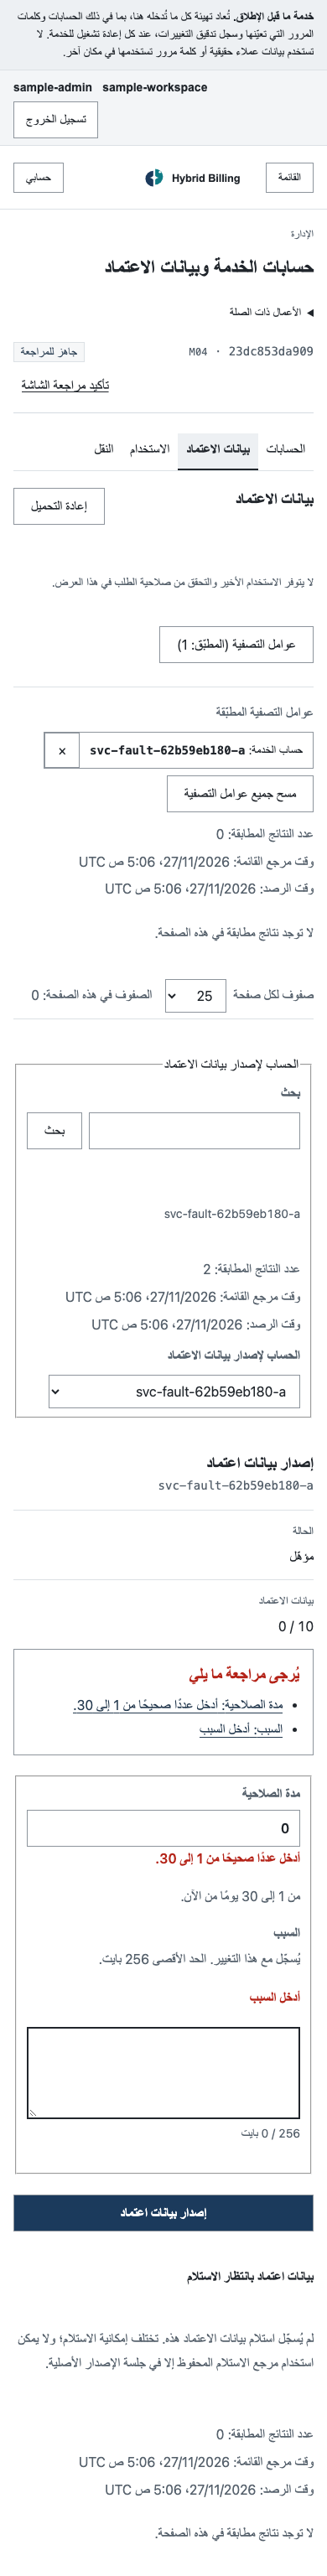 خدمة ما قبل الإطلاق. تُعاد تهيئة كل ما تُدخله هنا، بما في ذلك الحسابات وكلمات
المرور التي تعيّنها وسجل تدقيق التغييرات، عند كل إعادة تشغيل للخدمة. لا
تستخدم بيانات عملاء حقيقية أو كلمة مرور تستخدمها في مكان آخر.
sample-admin sample-workspace
تسجيل الخروج
القائمة
Hybrid Billing
حسابي
الإدارة
حسابات الخدمة وبيانات الاعتماد
الأعمال ذات الصلة
M04 · 23dc853da909
جاهز للمراجعة
تأكيد مراجعة الشاشة
الحسابات بيانات الاعتماد الاستخدام النقل
بيانات الاعتماد
إعادة التحميل
لا يتوفر الاستخدام الأخير والتحقق من صلاحية الطلب في هذا العرض.
عوامل التصفية (المطبّق: 1)
عوامل التصفية المطبّقة
حساب الخدمة: svc-fault-62b59eb180-a ×
مسح جميع عوامل التصفية
عدد النتائج المطابقة: 0
وقت مرجع القائمة: 27/11/2026، 5:06 ص UTC
وقت الرصد: 27/11/2026، 5:06 ص UTC
لا توجد نتائج مطابقة في هذه الصفحة.
صفوف لكل صفحة 25 الصفوف في هذه الصفحة: 0
الحساب لإصدار بيانات الاعتماد
بحث
بحث
svc-fault-62b59eb180-a
عدد النتائج المطابقة: 2
وقت مرجع القائمة: 27/11/2026، 5:06 ص UTC
وقت الرصد: 27/11/2026، 5:06 ص UTC
الحساب لإصدار بيانات الاعتماد
svc-fault-62b59eb180-a
إصدار بيانات اعتماد
svc-fault-62b59eb180-a
الحالة
مؤهّل
بيانات الاعتماد
0 / 10
يُرجى مراجعة ما يلي
مدة الصلاحية: أدخل عددًا صحيحًا من 1 إلى 30.
السبب: أدخل السبب
مدة الصلاحية
0
أدخل عددًا صحيحًا من 1 إلى 30.
من 1 إلى 30 يومًا من الآن.
السبب
يُسجّل مع هذا التغيير. الحد الأقصى 256 بايت.
أدخل السبب
256 / 0 بايت
إصدار بيانات اعتماد
بيانات اعتماد بانتظار الاستلام
لم يُسجّل استلام بيانات الاعتماد هذه. تختلف إمكانية الاستلام؛ ولا يمكن
استخدام مرجع الاستلام المحفوظ إلا في جلسة الإصدار الأصلية.
عدد النتائج المطابقة: 0
وقت مرجع القائمة: 27/11/2026، 5:06 ص UTC
وقت الرصد: 27/11/2026، 5:06 ص UTC
لا توجد نتائج مطابقة في هذه الصفحة.